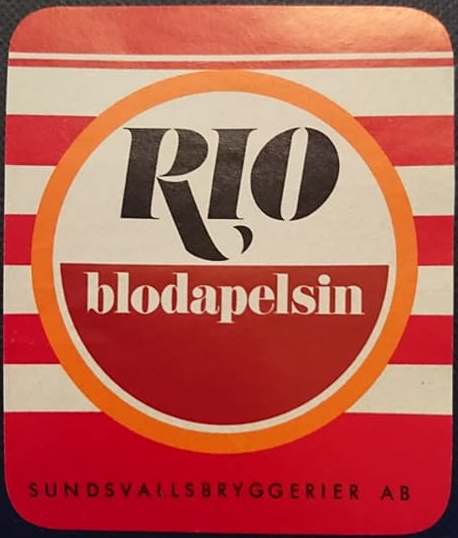 RIO
blodapelsin
SUNDSVALLSBRYGGERIER AB